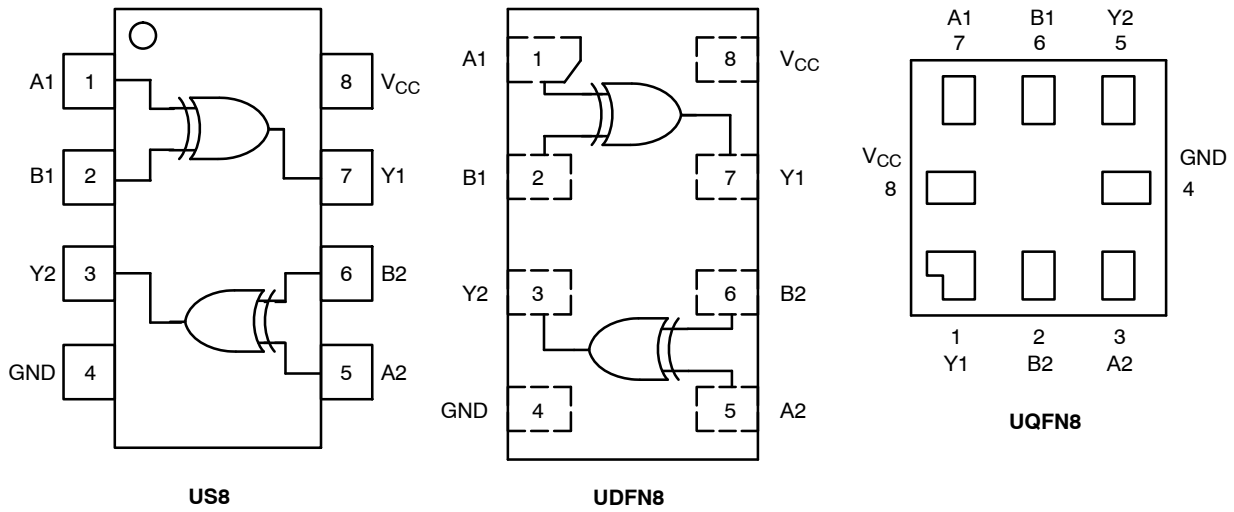 A1 1 8 VCC
B1 2 7 Y1
Y2 3 6 B2
GND 4 5 A2
US8
A1 1 8 VCC
B1 2 7 Y1
Y2 3 6 B2
GND 4 5 A2
UDFN8
A1 B1 Y2
7 6 5
VCC GND
8 4
1 2 3
Y1 B2 A2
UQFN8